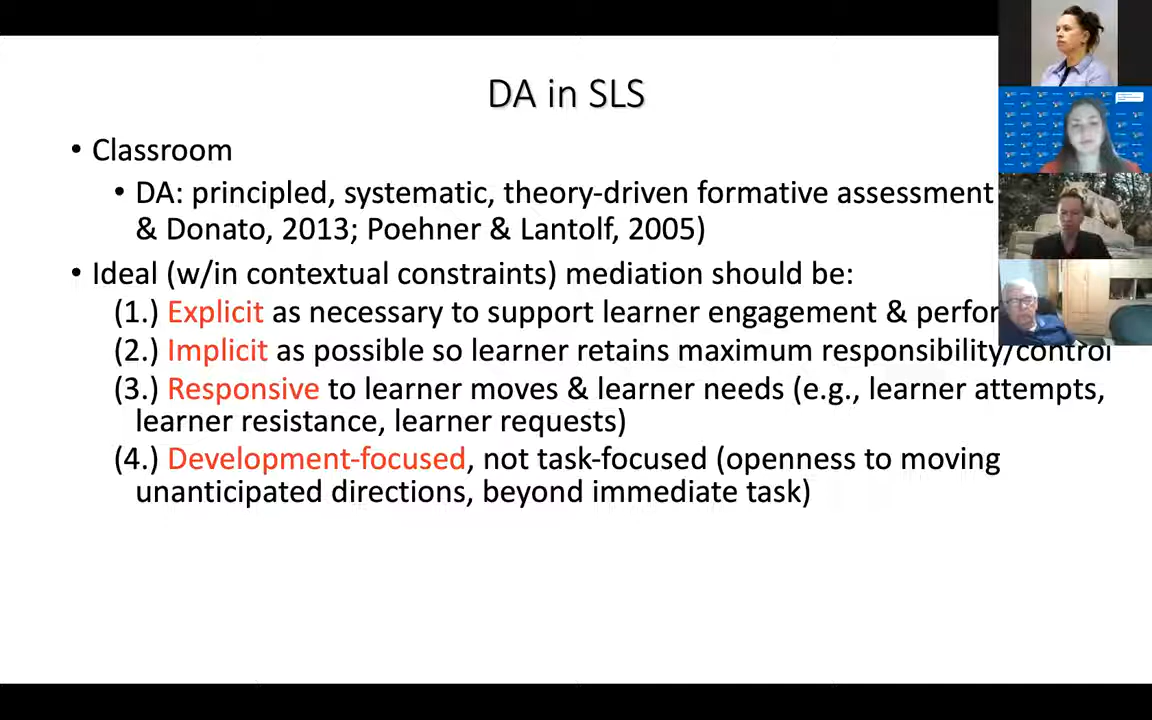 DA in SLS
• Classroom
• DA: principled, systematic, theory-driven formative assessment
& Donato, 2013; Poehner & Lantolf, 2005)
• Ideal (w/in contextual constraints) mediation should be:
(1.) Explicit as necessary to support learner engagement &
(2.) Implicit as possible so learner retains maximum responsibility/control
(3.) Responsive to learner moves & learner needs (e.g., learner attempts,
learner resistance, learner requests)
(4.) Development-focused, not task-focused (openness to moving
unanticipated directions, beyond immediate task)